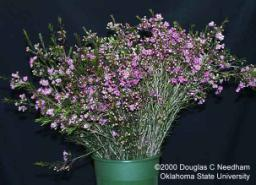 ©2000 Douglas C Needham
Oklahoma State University